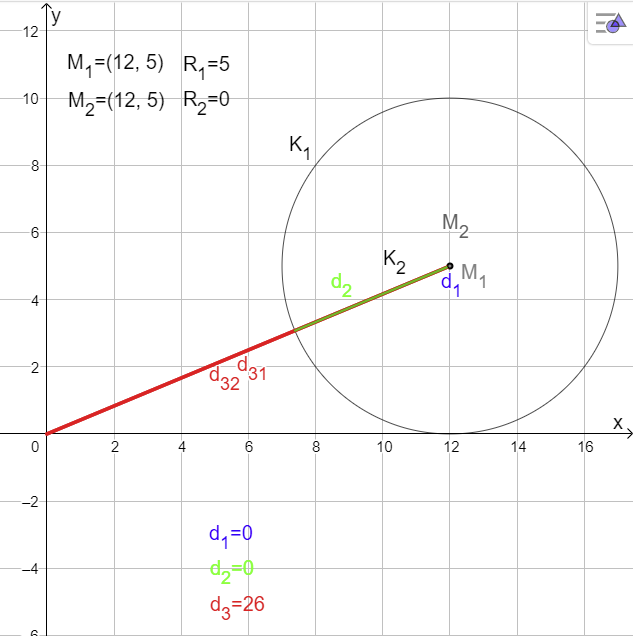 y
12
M₁=(12, 5) R₁=5
10
M₂=(12, 5) R₂=0
K₁
8
6
M₂
K₂
M₁
d₂
d₁
4
2
d₃₂ d₃₁
x
0 2 4 6 8 10 12 14 16
–2
d₁=0
–4
d₂=0
d₃=26